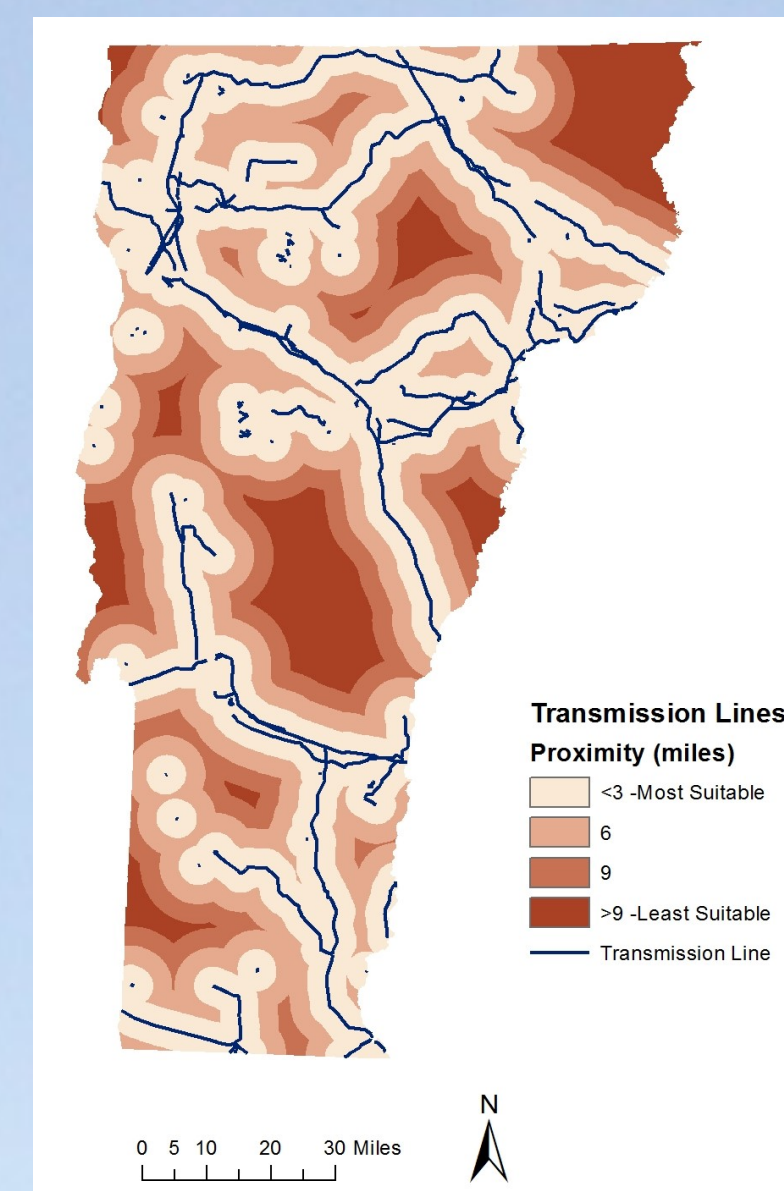 Transmission Lines
Proximity (miles)
<3 -Most Suitable
6
9
>9 -Least Suitable
Transmission Line
N
0 5 10 20 30 Miles